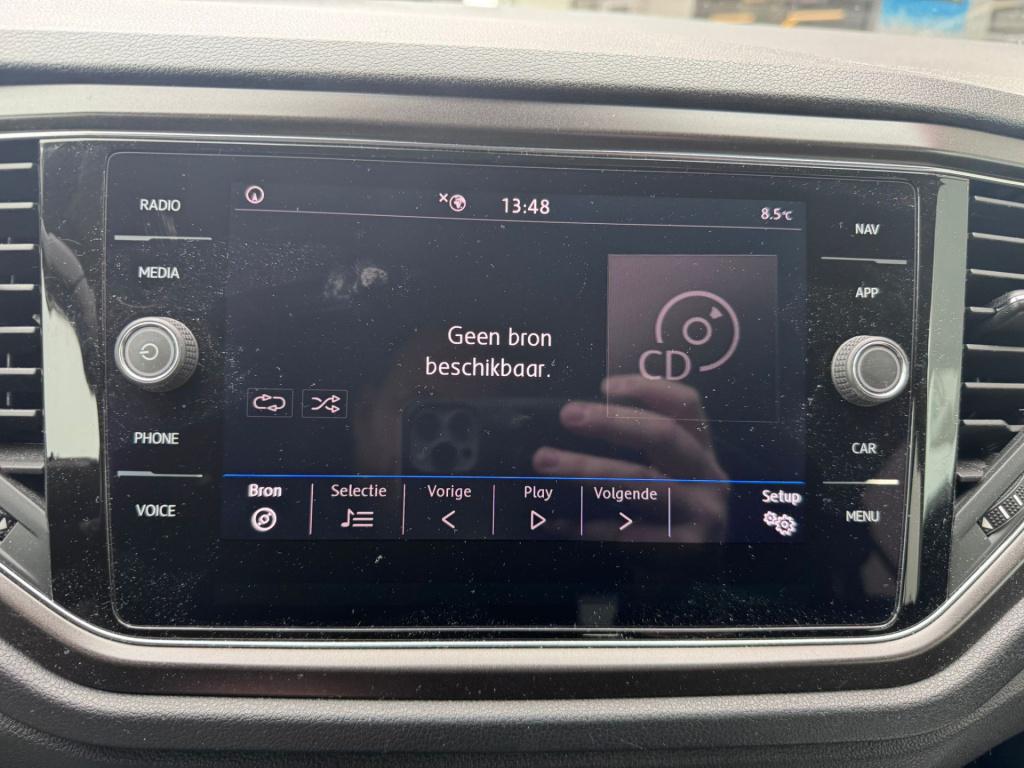 RADIO
MEDIA
PHONE
VOICE
13:48
8.5°C
Geen bron
beschikbaar.
CD
Bron
Selectie
Vorige
Play
Volgende
Setup
NAV
APP
CAR
MENU